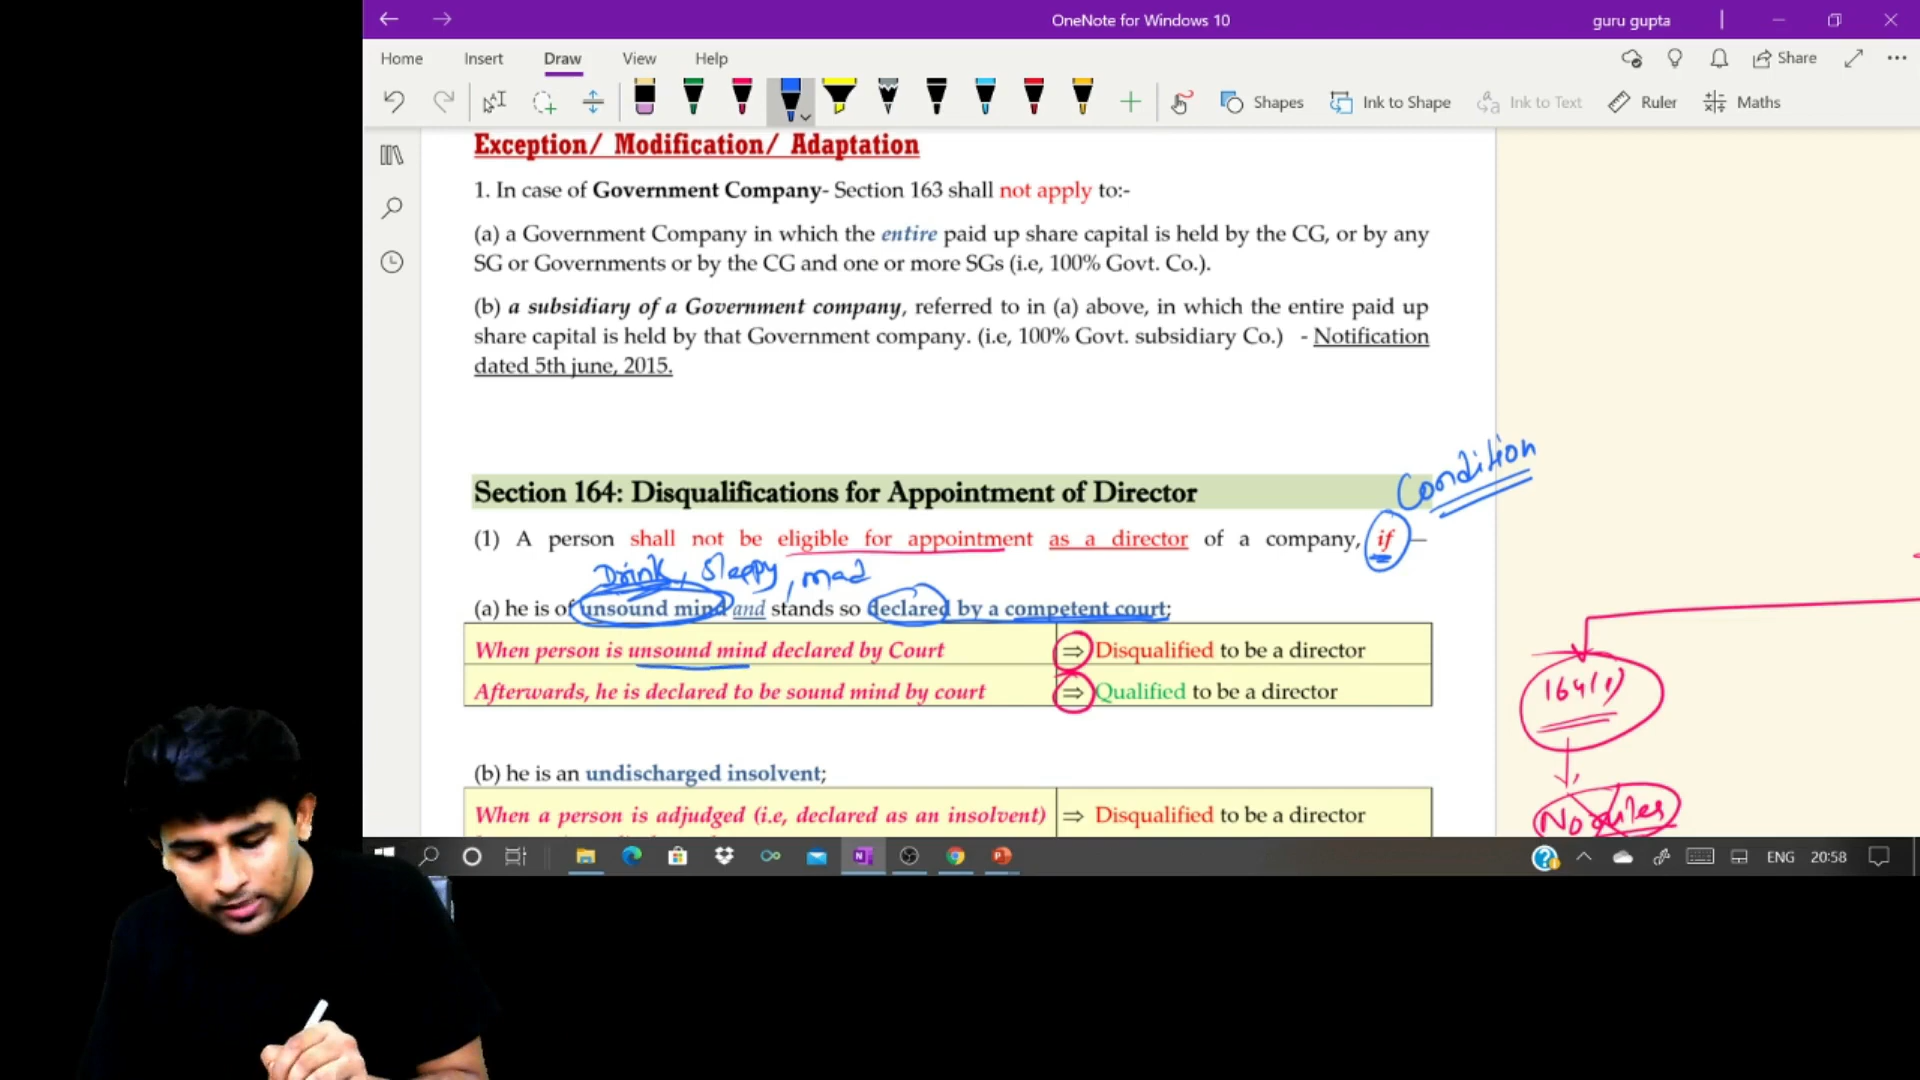 OneNote for Windows 10
guru gupta
Home Insert Draw View Help
Share
Shapes Ink to Shape Ink to Text Ruler Maths
Exception/ Modification/ Adaptation
1. In case of Government Company- Section 163 shall not apply to:-
(a) a Government Company in which the entire paid up share capital is held by the CG, or by any
SG or Governments or by the CG and one or more SGs (i.e, 100% Govt. Co.).
(b) a subsidiary of a Government company, referred to in (a) above, in which the entire paid up
share capital is held by that Government company. (i.e, 100% Govt. subsidiary Co.) - Notification
dated 5th june, 2015.
Condition
Section 164: Disqualifications for Appointment of Director
(1) A person shall not be eligible for appointment as a director of a company, if —
Drink, Sleepy, mad
(a) he is of unsound mind and stands so declared by a competent court;
When person is unsound mind declared by Court ⇒ Disqualified to be a director
Afterwards, he is declared to be sound mind by court ⇒ Qualified to be a director
164(1)
(b) he is an undischarged insolvent;
When a person is adjudged (i.e, declared as an insolvent) ⇒ Disqualified to be a director
No
ENG 20:58